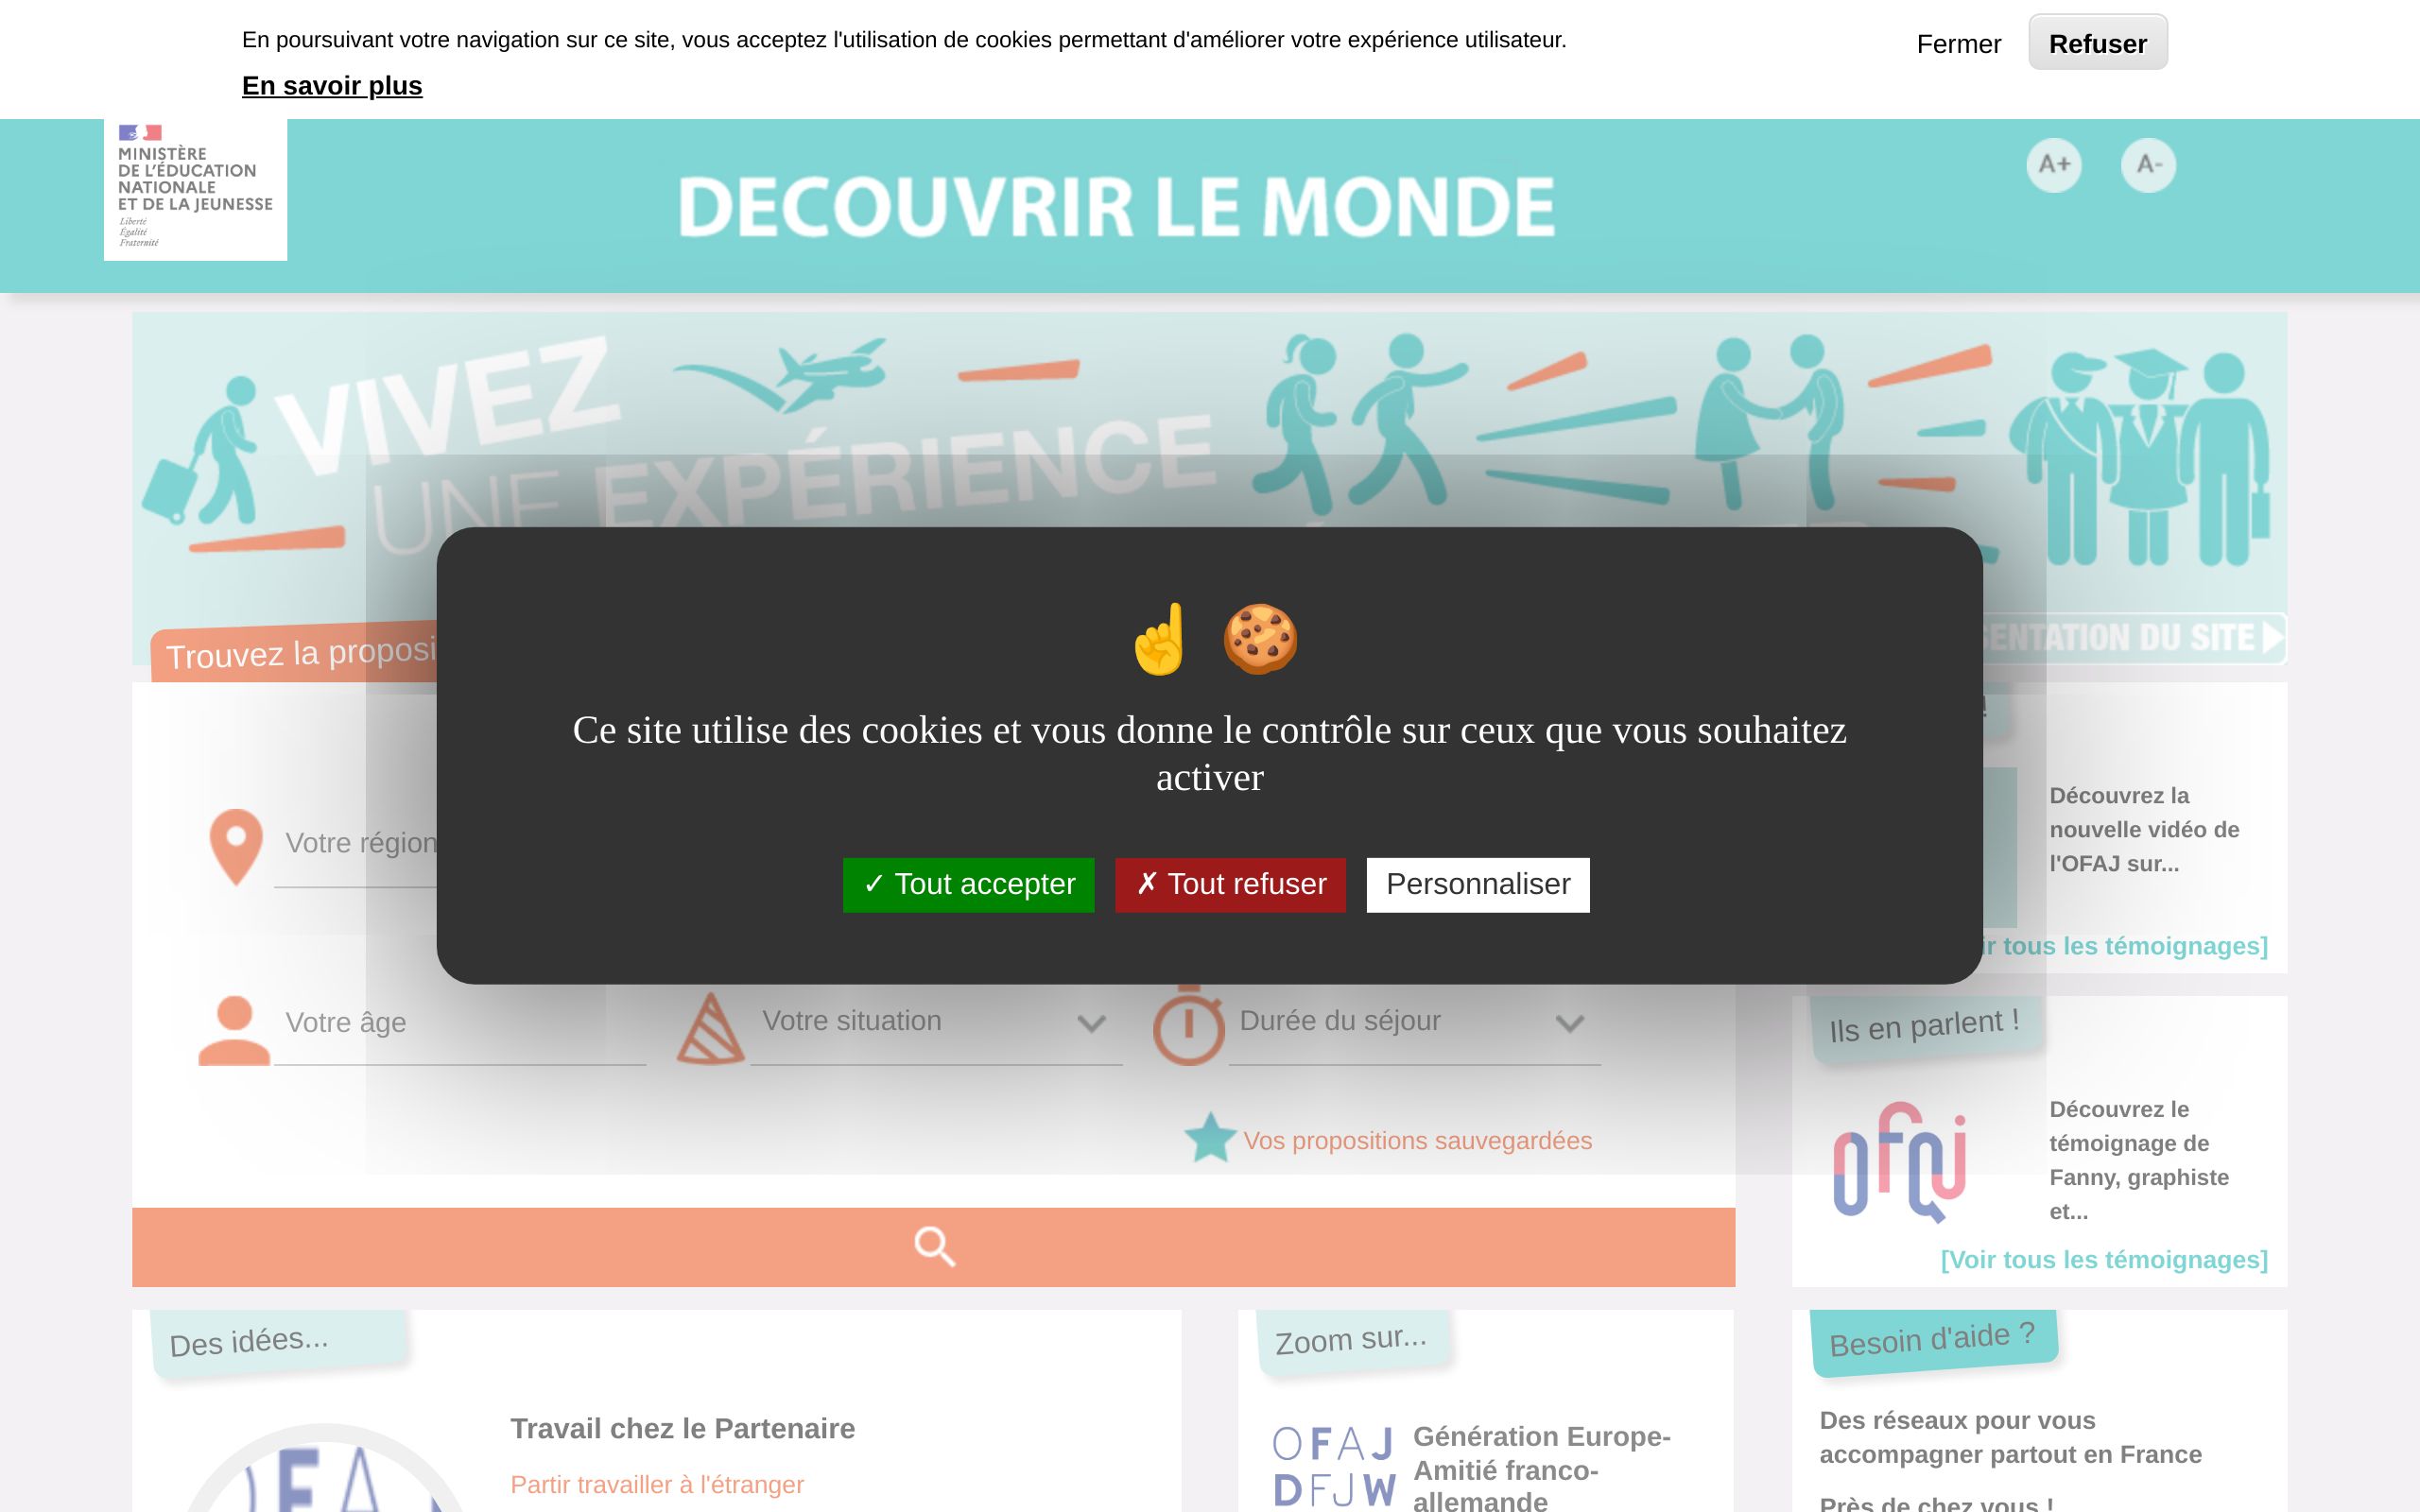 En poursuivant votre navigation sur ce site, vous acceptez l'utilisation de cookies permettant d'améliorer votre expérience utilisateur.
En savoir plus
Fermer
Refuser
MINISTÈRE
DE L'ÉDUCATION
NATIONALE
ET DE LA JEUNESSE
Liberté
Égalité
Fraternité
DECOUVRIR LE MONDE
A+
A-
VIVEZ
UNE EXPÉRIENCE
Trouvez la proposi
SENTATION DU SITE
☝ 🍪
Ce site utilise des cookies et vous donne le contrôle sur ceux que vous souhaitez
activer
✓ Tout accepter
✗ Tout refuser
Personnaliser
Votre région
!
Découvrez la
nouvelle vidéo de
l'OFAJ sur...
ir tous les témoignages]
Votre âge
Votre situation
Durée du séjour
Vos propositions sauvegardées
Ils en parlent !
ofaj
Découvrez le
témoignage de
Fanny, graphiste
et...
[Voir tous les témoignages]
Des idées...
Travail chez le Partenaire
Partir travailler à l'étranger
Zoom sur...
OFAJ
DFJW
Génération Europe-
Amitié franco-
allemande
Besoin d'aide ?
Des réseaux pour vous
accompagner partout en France
Près de chez vous !